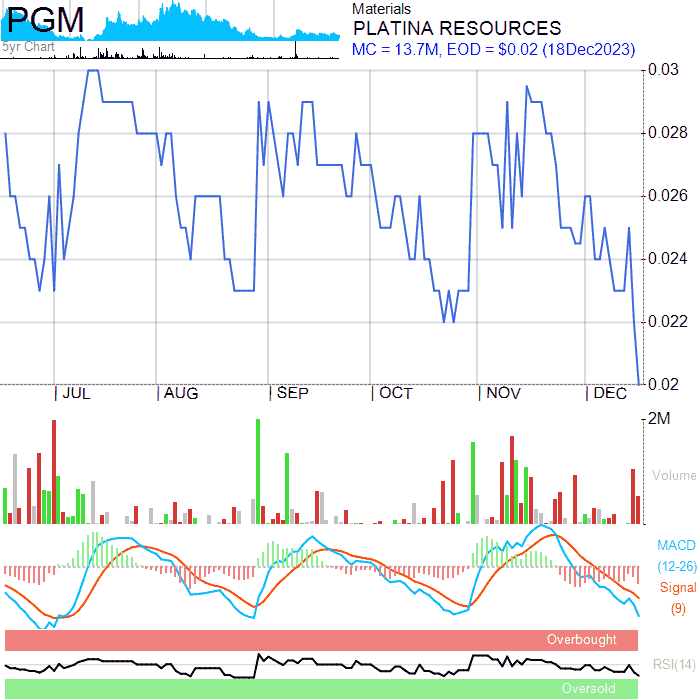 PGM
5yr Chart
Materials
PLATINA RESOURCES
MC = 13.7M, EOD = $0.02 (18Dec2023)
0.03
0.028
0.026
0.024
0.022
0.02
JUL AUG SEP OCT NOV DEC
2M
Volume
MACD
(12-26)
Signal
(9)
Overbought
RSI(14)
Oversold